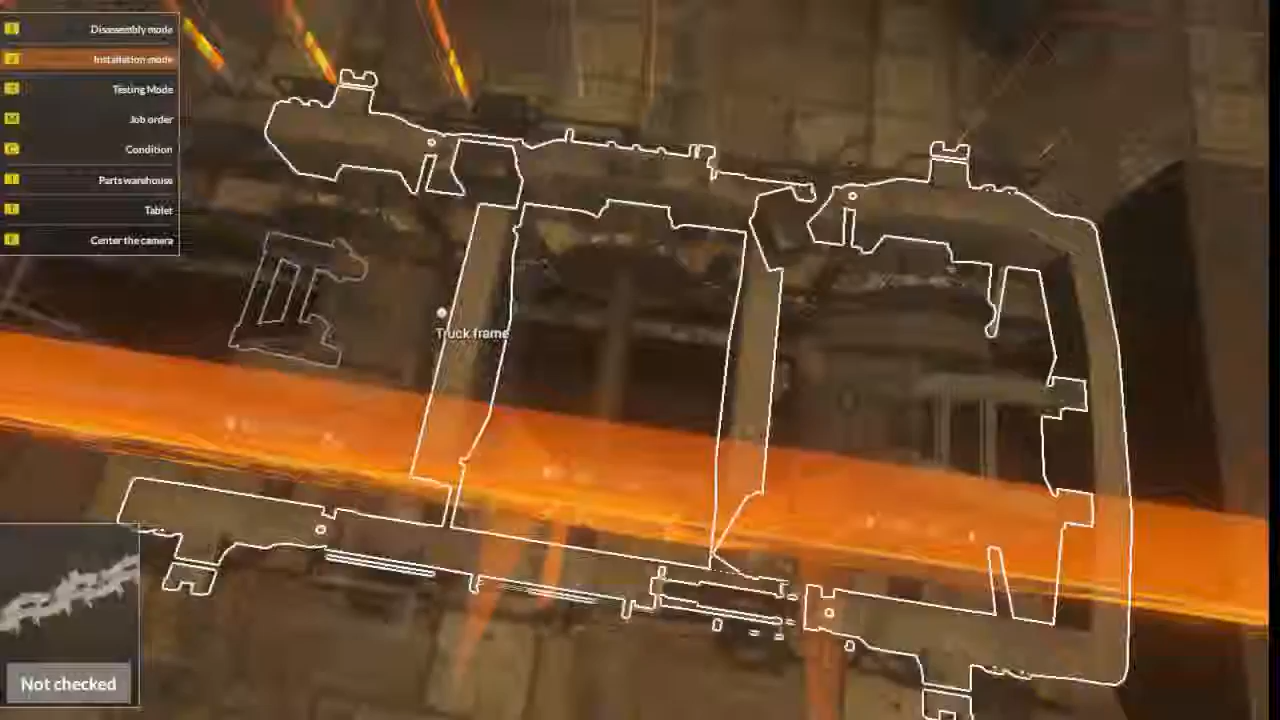 Disassembly mode
Installation mode
Testing Mode
Job order
Condition
Parts warehouse
Tablet
Center the camera
Truck frame
Not checked